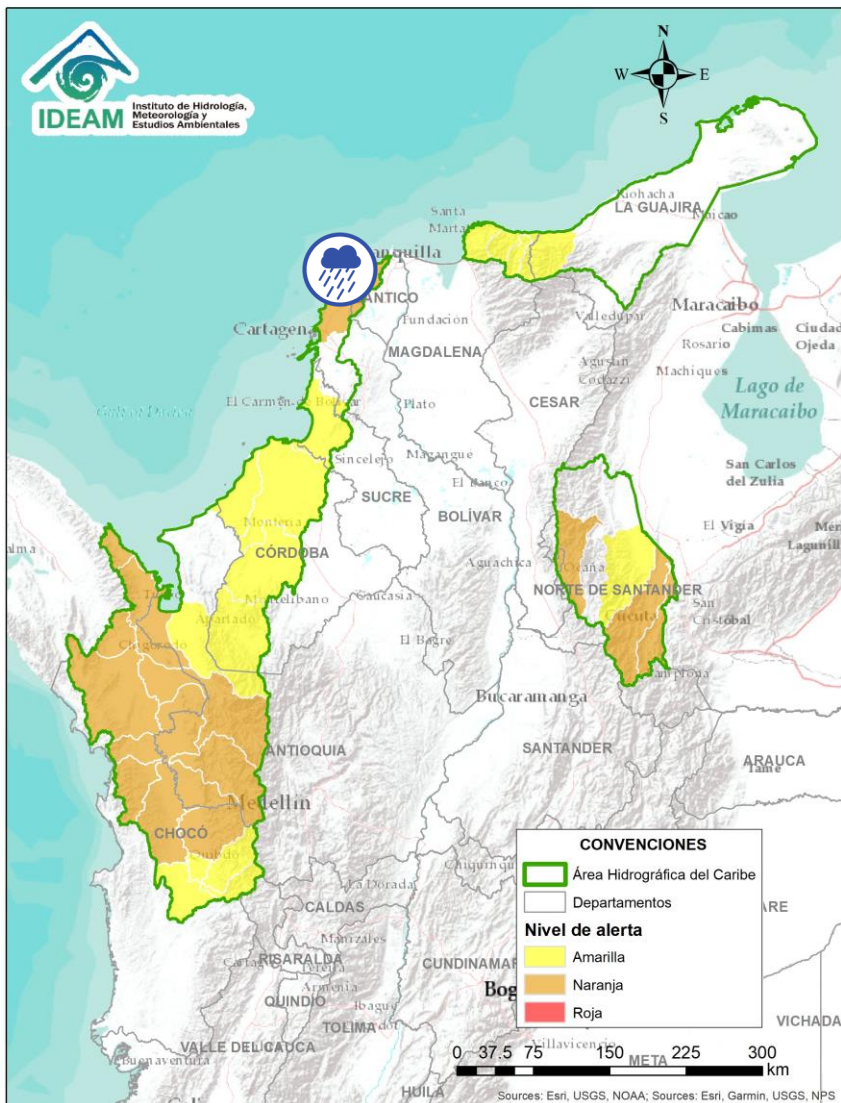 IDEAM
Instituto de Hidrología,
Meteorología y
Estudios Ambientales
N
W
E
S
Riohacha
LA GUAJIRA
Maicao
Santa
Marta
Maracaibo
Cabimas
Ciudad
Ojeda
Rosario
Machiques
Lago de
Maracaibo
Valledupar
Fundación
Cartagena
MAGDALENA
Agustín
Codazzi
CESAR
El Carmen de Bolívar
Plato
Sincelejo
Magangué
San Carlos
del Zulia
SUCRE
El Banco
BOLÍVAR
El Vigía
Montería
CÓRDOBA
Aguachica
Ocaña
NORTE DE SANTANDER
Montelíbano
Caucasia
San
Cristóbal
Cúcuta
Apartadó
Chigorodó
El Bagre
Bucaramanga
SANTANDER
ANTIOQUIA
ARAUCA
Tame
Medellín
CHOCÓ
Quibdó
La Dorada
CALDAS
Manizales
RISARALDA
Pereira
Armenia
QUINDÍO
Ibagué
TOLIMA
VALLE DEL CAUCA
Buenaventura
HUILA
Villavicencio
META
VICHADA
CONVENCIONES
Área Hidrográfica del Caribe
Departamentos
Nivel de alerta
Amarilla
Naranja
Roja
0 37.5 75 150 225 300
km
Sources: Esri, USGS, NOAA; Sources: Esri, Garmin, USGS, NPS